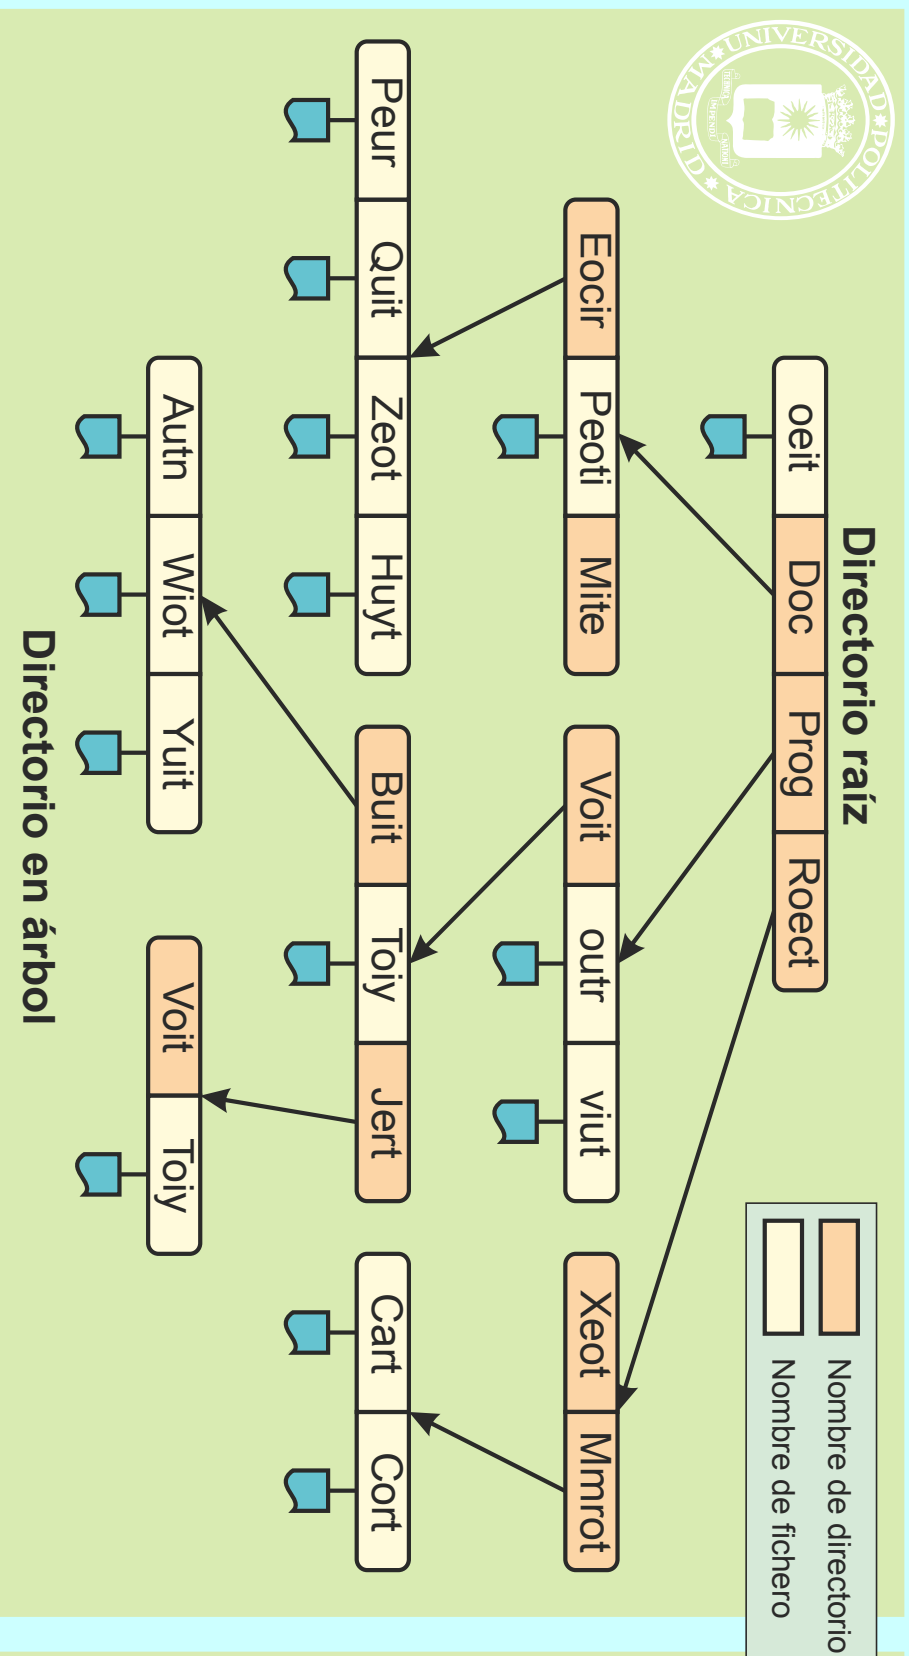 UNIVERSIDAD POLITECNICA
MADRID
Directorio raíz
Nombre de directorio
Nombre de fichero
oeit Doc Prog Roect
Eocir Peoti Mite
Voit outr viut
Xeot Mmrot
Peur Quit Zeot Huyt
Buit Toiy Jert
Cart Cort
Autn Wiot Yuit
Voit Toiy
Directorio en árbol